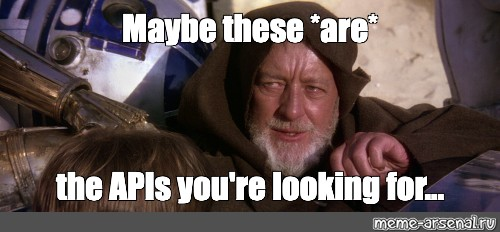 Maybe these *are*
the APIs you're looking for...
meme-arsenal.ru